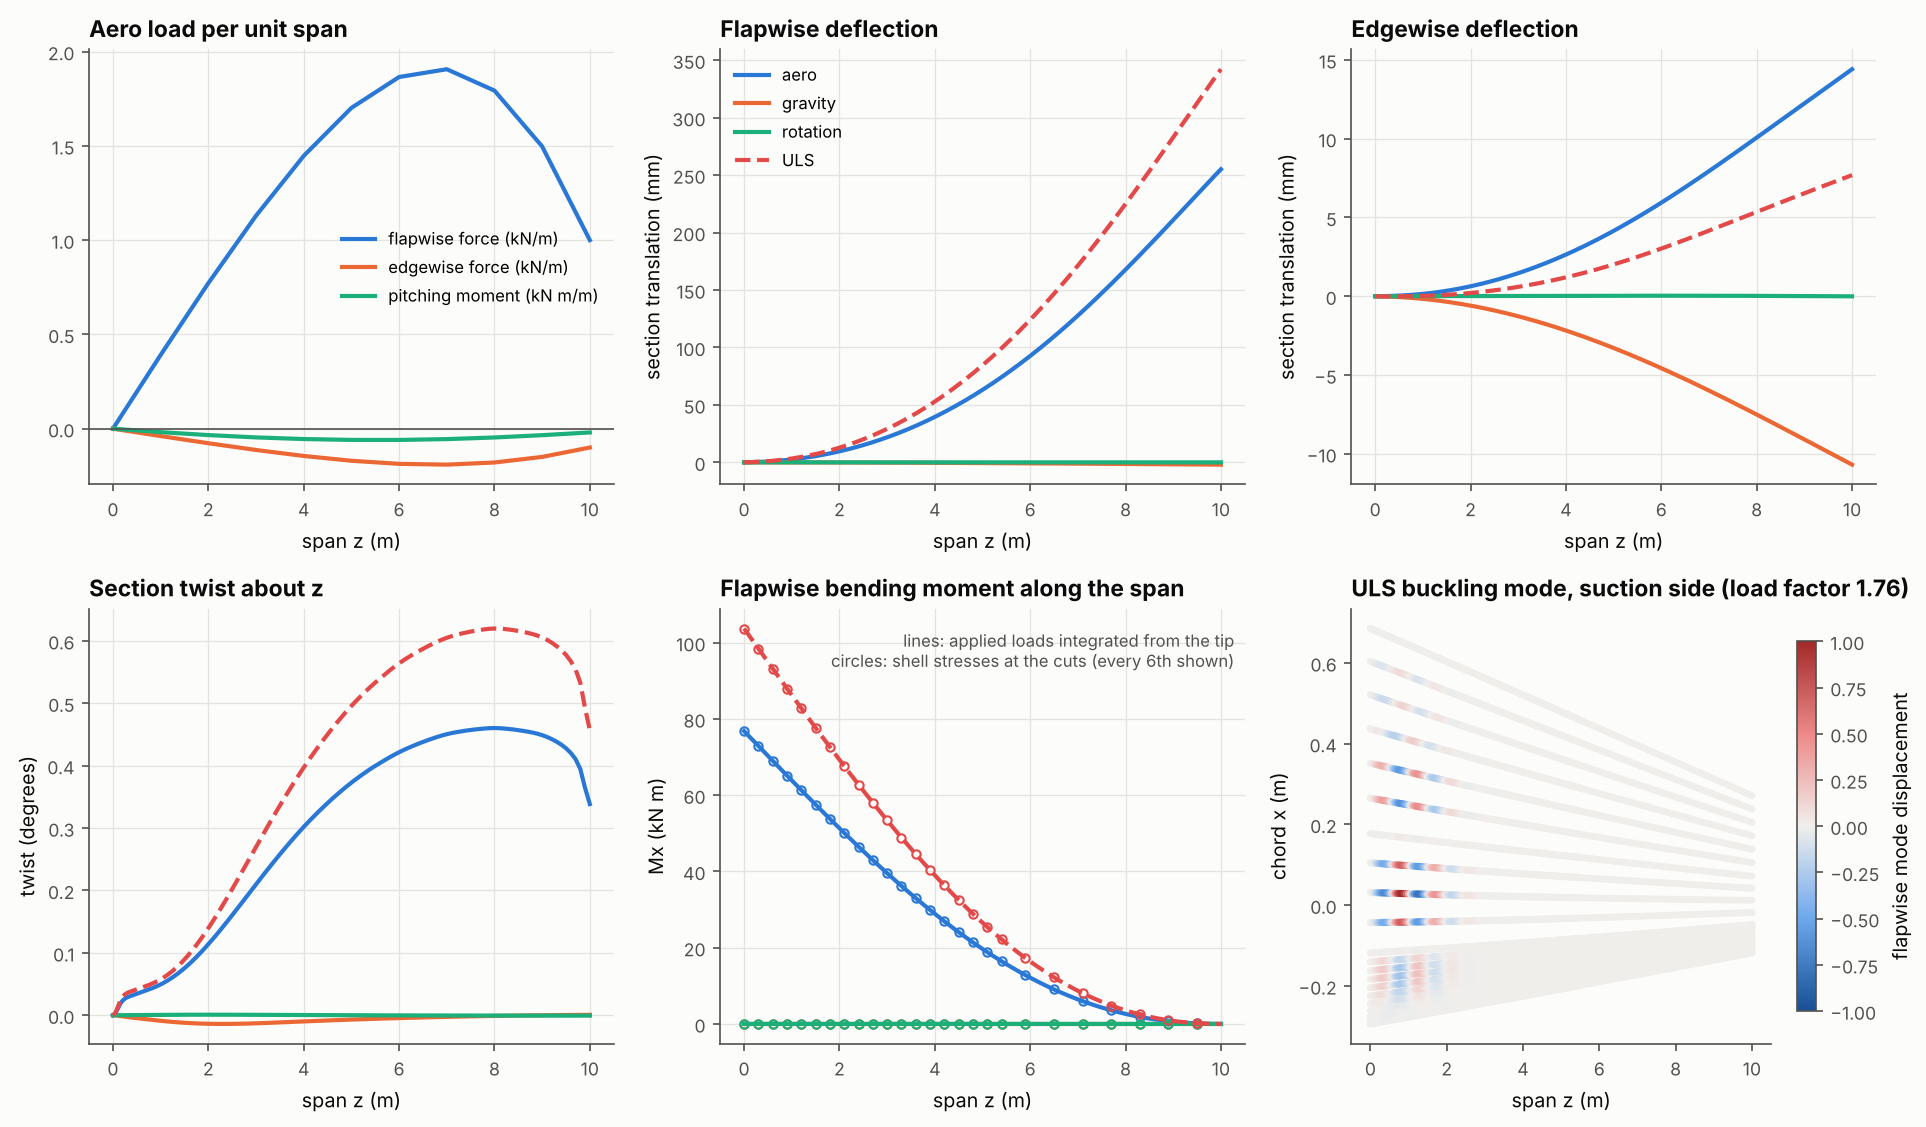 Aero load per unit span
2.0
1.5
1.0
0.5
0.0
flapwise force (kN/m)
edgewise force (kN/m)
pitching moment (kN m/m)
0 2 4 6 8 10
span z (m)
Flapwise deflection
section translation (mm)
350
300
250
200
150
100
50
0
aero
gravity
rotation
ULS
0 2 4 6 8 10
span z (m)
Edgewise deflection
section translation (mm)
15
10
5
0
−5
−10
0 2 4 6 8 10
span z (m)
Section twist about z
twist (degrees)
0.6
0.5
0.4
0.3
0.2
0.1
0.0
0 2 4 6 8 10
span z (m)
Flapwise bending moment along the span
Mx (kN m)
100
80
60
40
20
0
lines: applied loads integrated from the tip
circles: shell stresses at the cuts (every 6th shown)
0 2 4 6 8 10
span z (m)
ULS buckling mode, suction side (load factor 1.76)
chord x (m)
0.6
0.4
0.2
0.0
−0.2
0 2 4 6 8 10
span z (m)
1.00
0.75
0.50
0.25
0.00
−0.25
−0.50
−0.75
−1.00
flapwise mode displacement